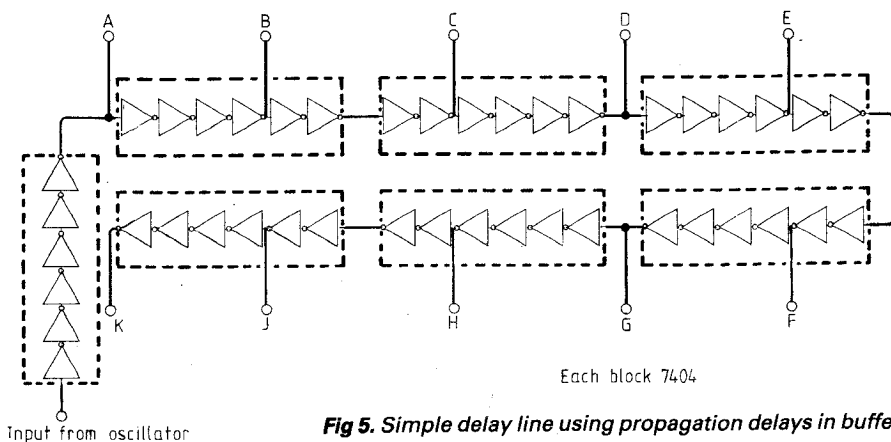 A
B
C
D
E
K
J
H
G
F
Each block 7404
Input from oscillator
Fig 5. Simple delay line using propagation delays in buffe